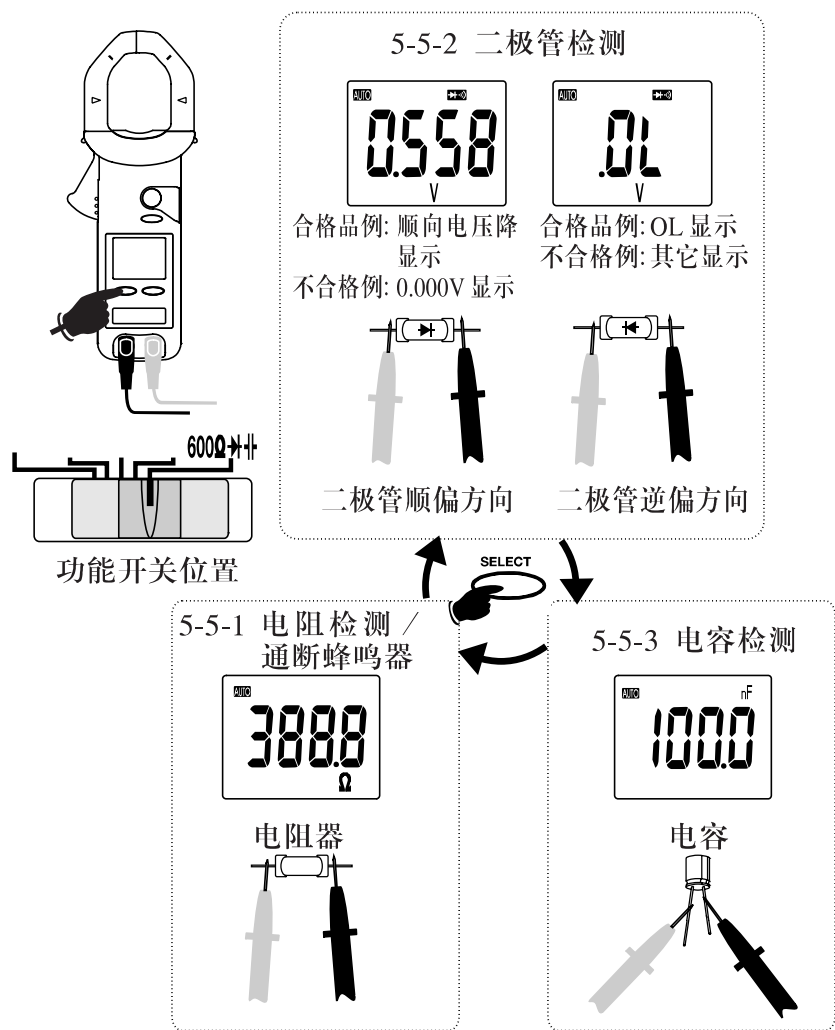 5-5-2 二极管检测
AUTO
0.558
V
AUTO
.OL
V
合格品例: 顺向电压降
显示
不合格例: 0.000V 显示
合格品例: OL 显示
不合格例: 其它显示
二极管顺偏方向
二极管逆偏方向
600Ω
功能开关位置
SELECT
5-5-1 电阻检测 /
通断蜂鸣器
AUTO
388.8
Ω
电阻器
5-5-3 电容检测
AUTO
nF
100.0
电容